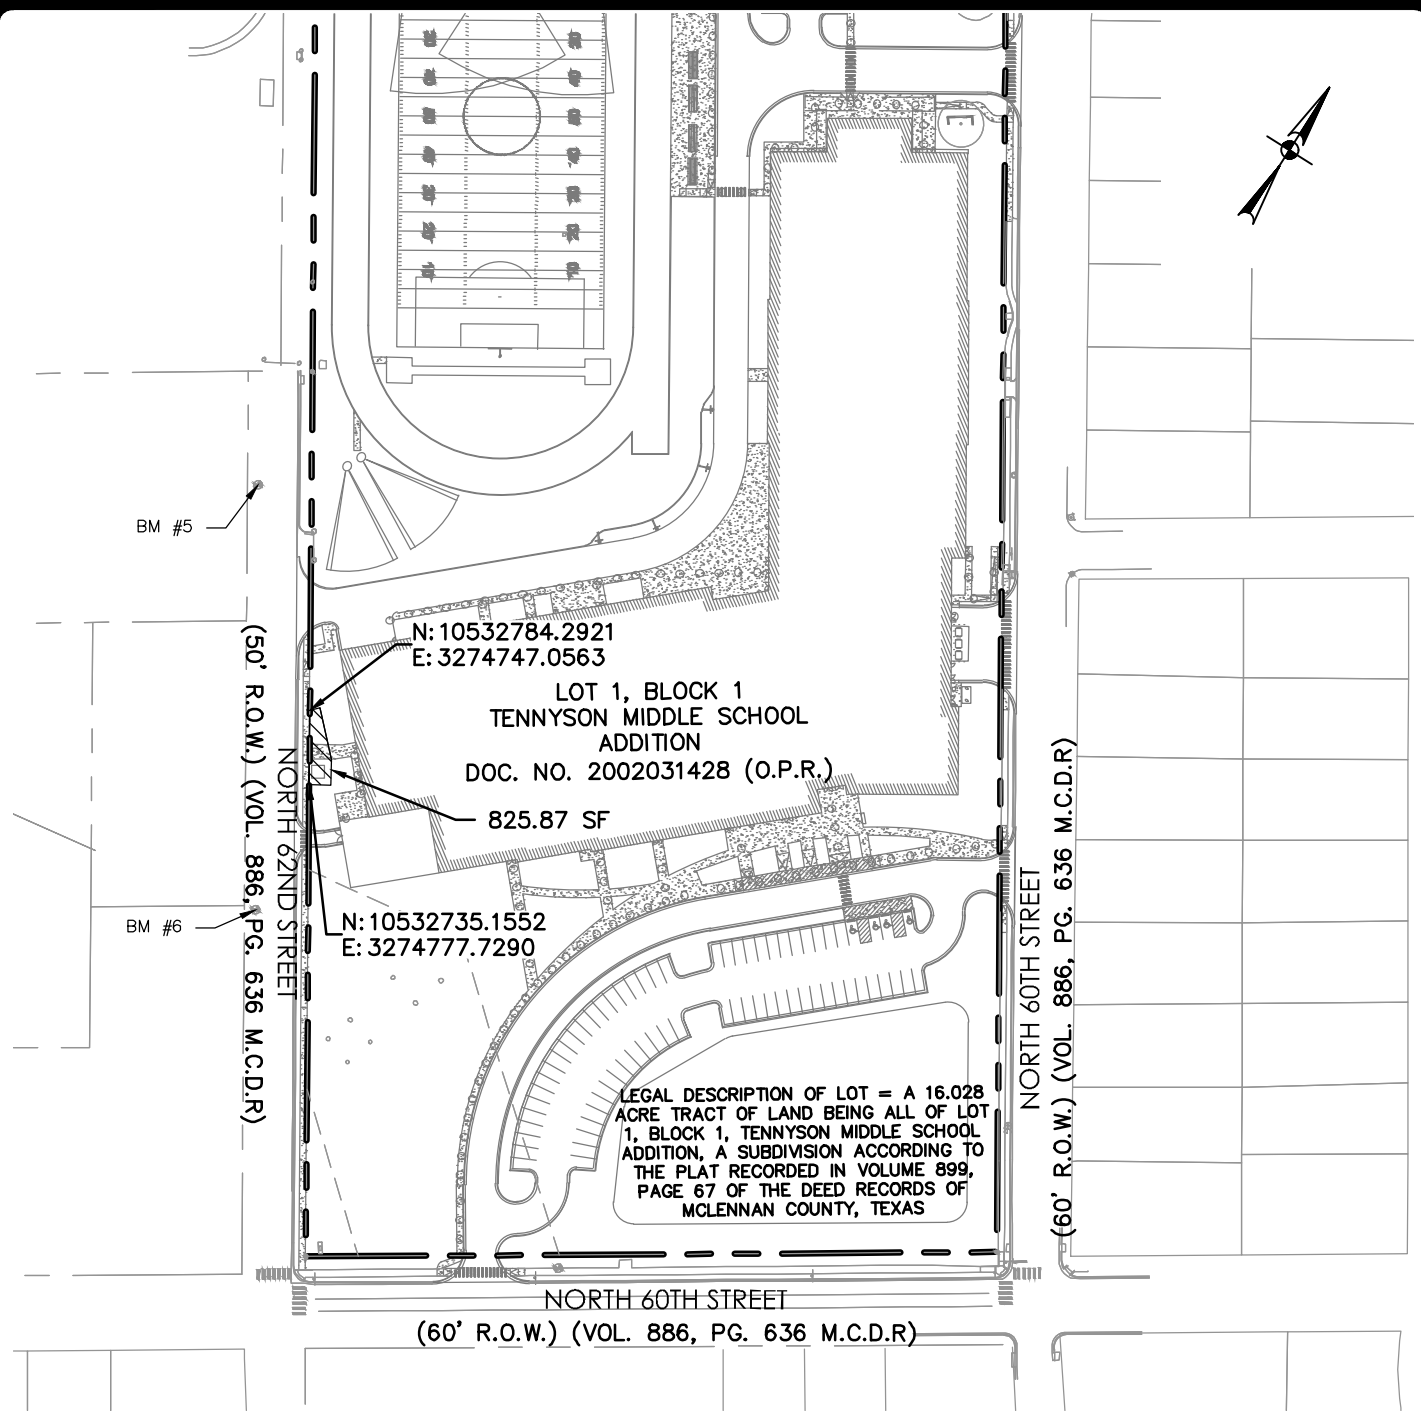 BM #5
N: 10532784.2921
E: 3274747.0563
LOT 1, BLOCK 1
TENNYSON MIDDLE SCHOOL
ADDITION
DOC. NO. 2002031428 (O.P.R.)
825.87 SF
(50' R.O.W.) (VOL. 886, PG. 636 M.C.D.R)
NORTH 62ND STREET
BM #6
N: 10532735.1552
E: 3274777.7290
NORTH 60TH STREET
(60' R.O.W.) (VOL. 886, PG. 636 M.C.D.R)
LEGAL DESCRIPTION OF LOT = A 16.028
ACRE TRACT OF LAND BEING ALL OF LOT
1, BLOCK 1, TENNYSON MIDDLE SCHOOL
ADDITION, A SUBDIVISION ACCORDING TO
THE PLAT RECORDED IN VOLUME 899,
PAGE 67 OF THE DEED RECORDS OF
MCLENNAN COUNTY, TEXAS
NORTH 60TH STREET
(60' R.O.W.) (VOL. 886, PG. 636 M.C.D.R)